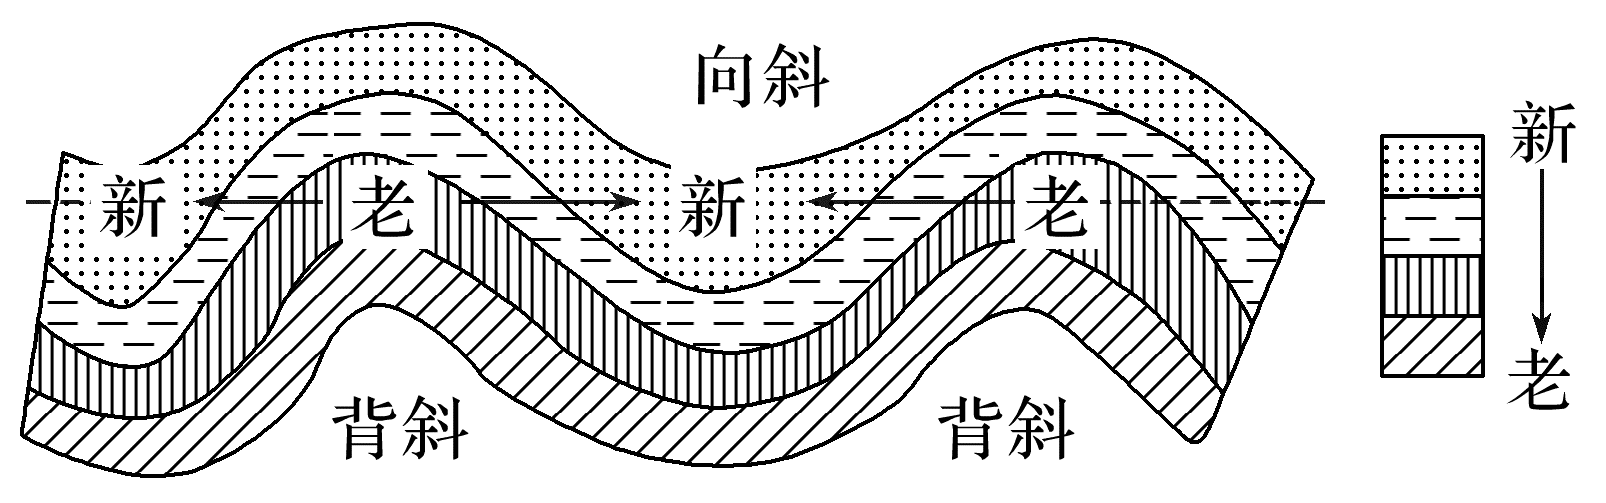 向斜
新 老 新 老
背斜 背斜
新
老